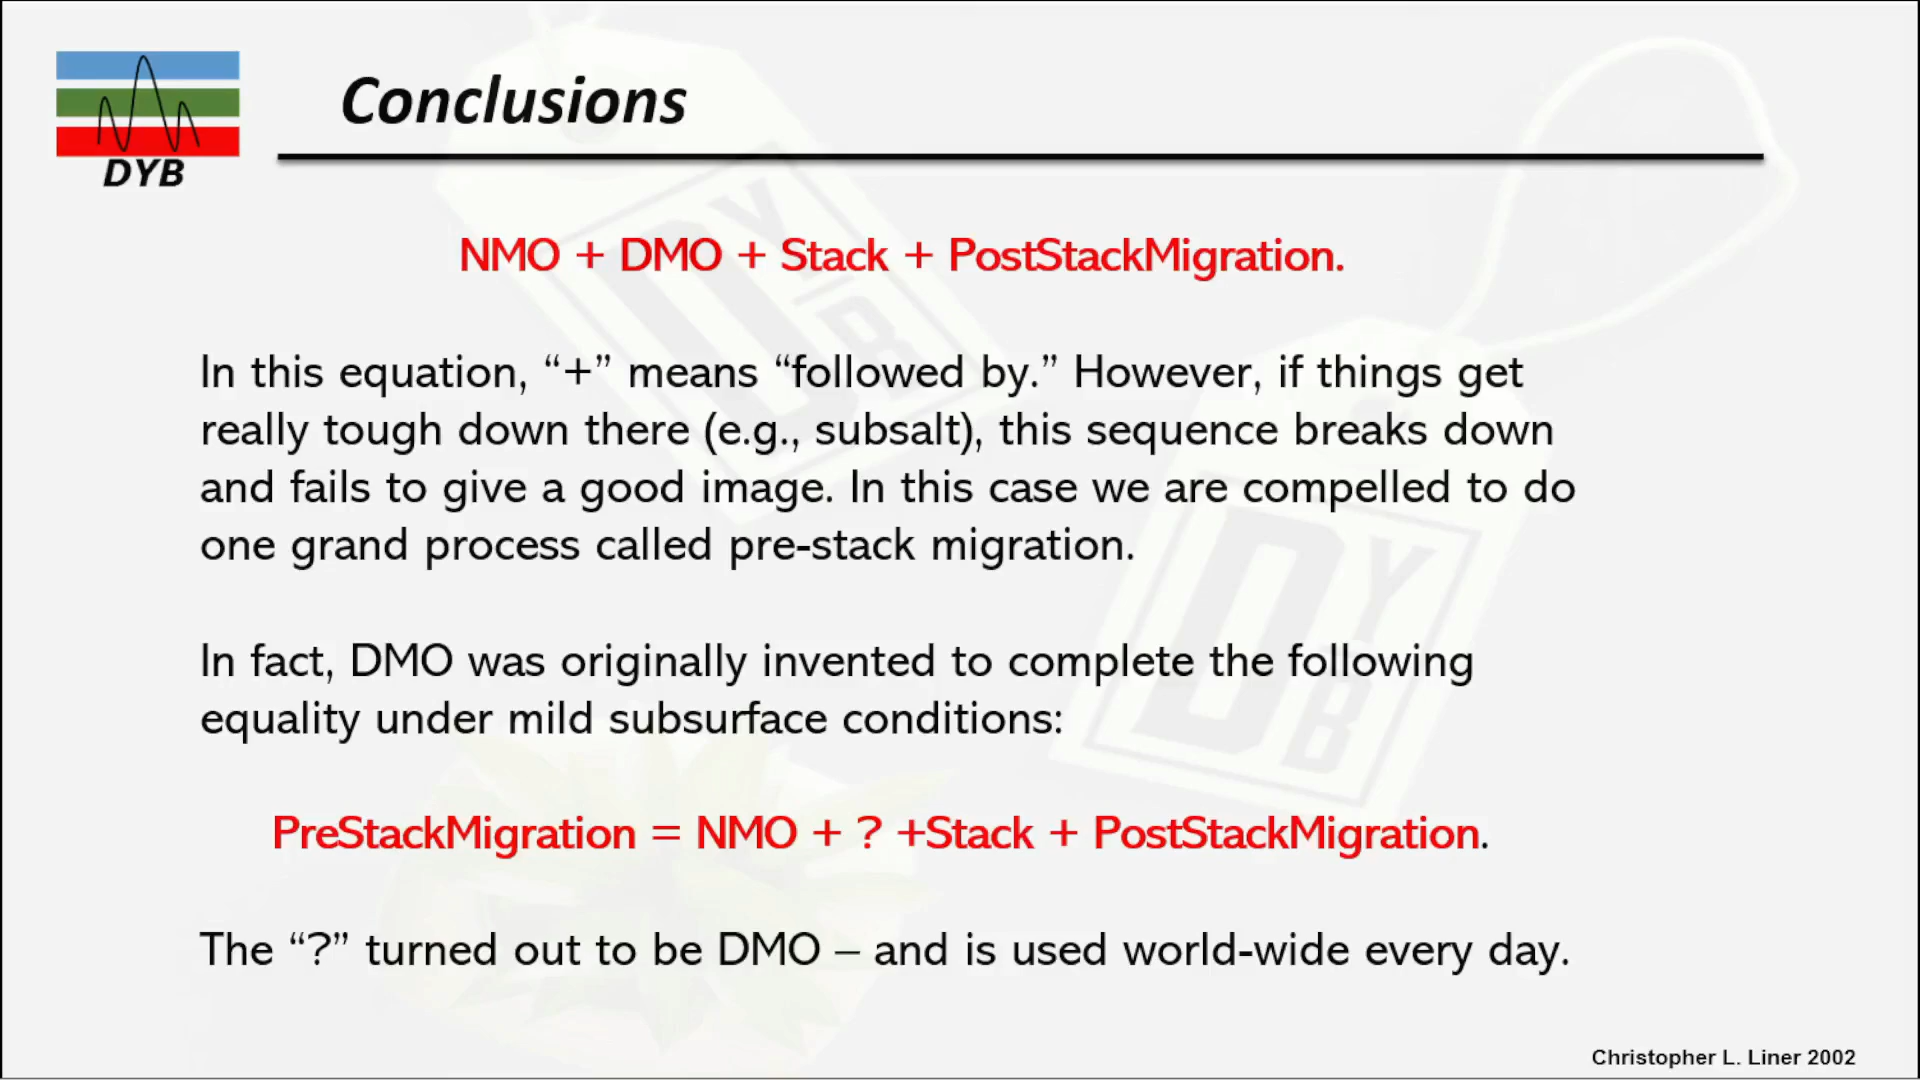 DYB
Conclusions
NMO + DMO + Stack + PostStackMigration.
In this equation, “+” means “followed by.” However, if things get
really tough down there (e.g., subsalt), this sequence breaks down
and fails to give a good image. In this case we are compelled to do
one grand process called pre-stack migration.
In fact, DMO was originally invented to complete the following
equality under mild subsurface conditions:
PreStackMigration = NMO + ? +Stack + PostStackMigration.
The “?” turned out to be DMO – and is used world-wide every day.
Christopher L. Liner 2002
DYB
DYB